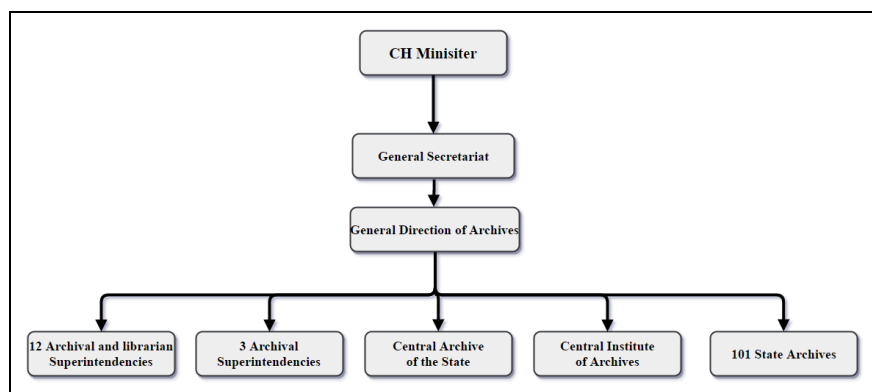 CH Minisiter
General Secretariat
General Direction of Archives
12 Archival and librarian
Superintendencies
3 Archival
Superintendencies
Central Archive
of the State
Central Institute
of Archives
101 State Archives